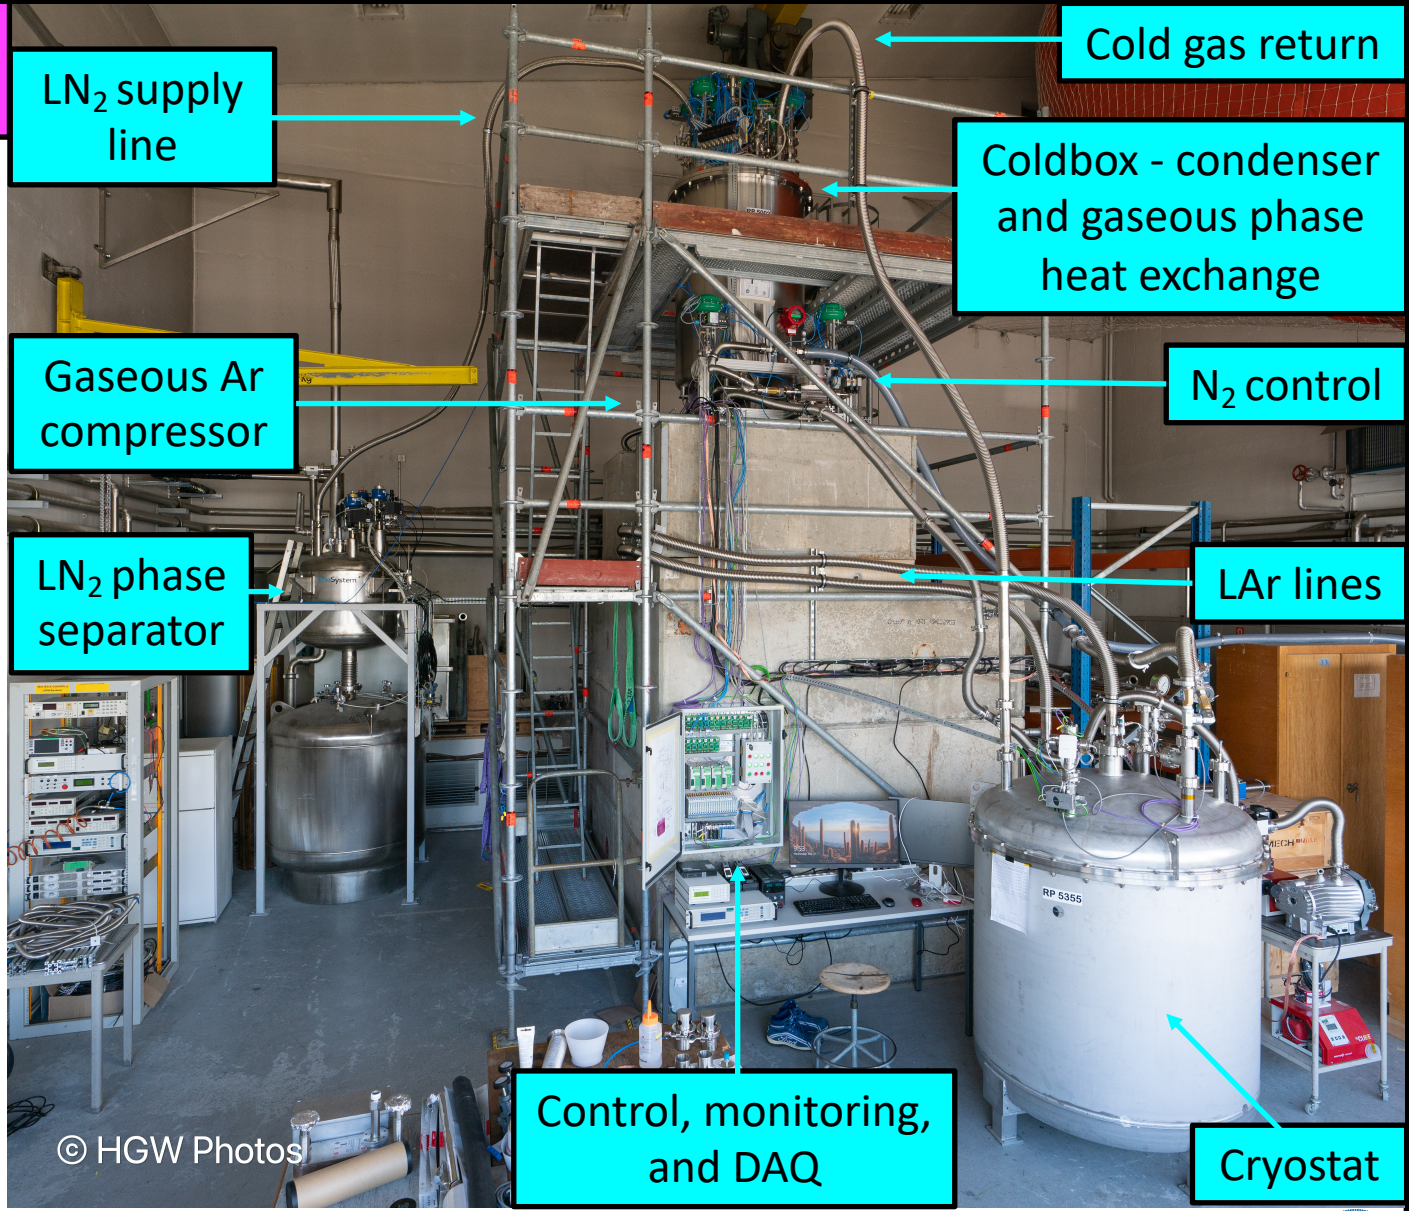 Cold gas return
LN₂ supply
line
Coldbox - condenser
and gaseous phase
heat exchange
Gaseous Ar
compressor
N₂ control
LN₂ phase
separator
LAr lines
RP 5355
Control, monitoring,
and DAQ
Cryostat
© HGW Photos